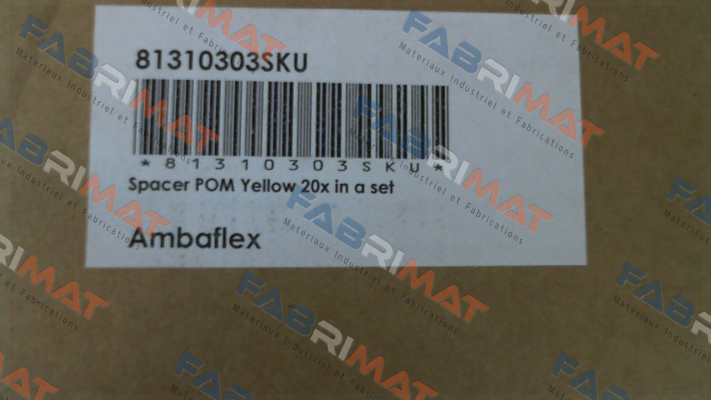 81310303SKU
*81310303SKU*
Spacer POM Yellow 20x in a set
Ambaflex
FABRIMAT
Materiaux Industriel et Fabrications